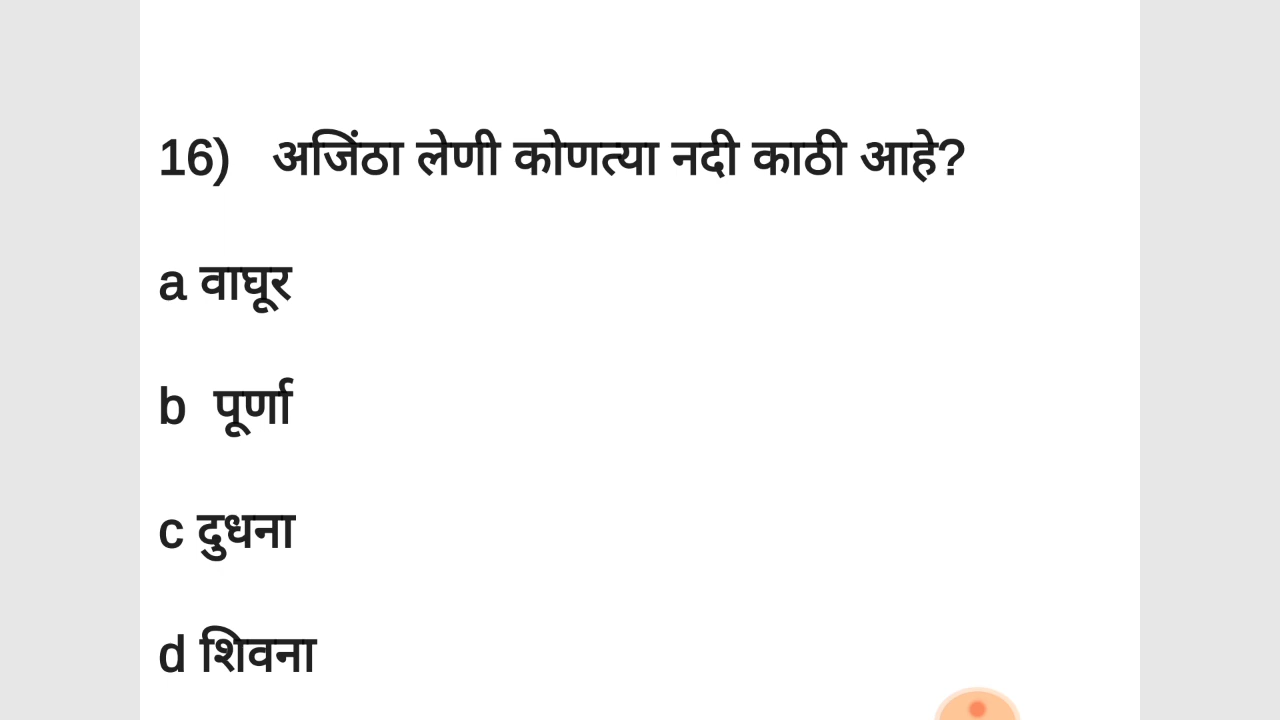 16) अजिंठा लेणी कोणत्या नदी काठी आहे?
a वाघूर
b पूर्णा
c दुधना
d शिवना